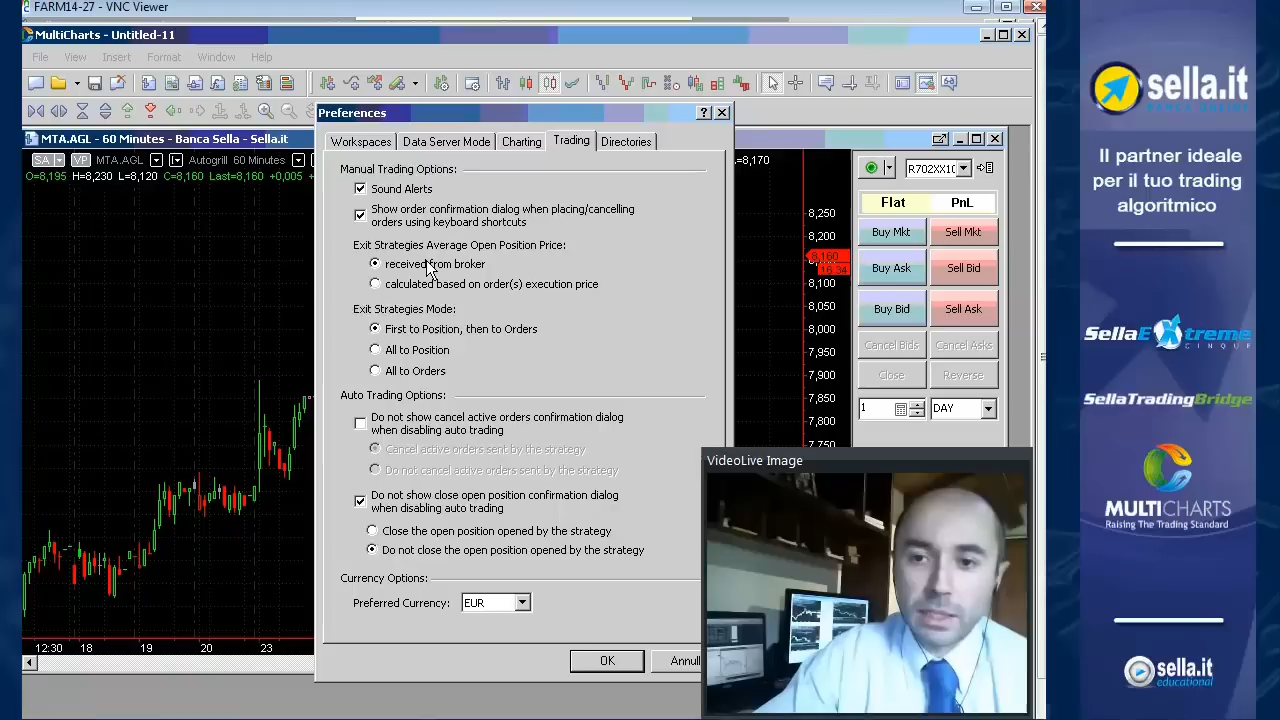 FARM14-27 - VNC Viewer
MultiCharts - Untitled-11
File View Insert Format Window Help
MTA.AGL - 60 Minutes - Banca Sella - Sella.it
SA VP MTA.AGL Autogrill 60 Minutes
O=8,195 H=8,230 L=8,120 C=8,160 Last=8,160 +0,005
=8,170
Preferences
Workspaces Data Server Mode Charting Trading Directories
Manual Trading Options:
Sound Alerts
Show order confirmation dialog when placing/cancelling
orders using keyboard shortcuts
Exit Strategies Average Open Position Price:
received from broker
calculated based on order(s) execution price
Exit Strategies Mode:
First to Position, then to Orders
All to Position
All to Orders
Auto Trading Options:
Do not show cancel active orders confirmation dialog
when disabling auto trading
Cancel active orders sent by the strategy
Do not cancel active orders sent by the strategy
Do not show close open position confirmation dialog
when disabling auto trading
Close the open position opened by the strategy
Do not close the open position opened by the strategy
Currency Options:
Preferred Currency: EUR
OK Annull
8,250
8,200
8,160
16.34
8,100
8,050
8,000
7,950
7,900
7,850
7,800
7,750
12:30 18 19 20 23
R702XX1
Flat PnL
Buy Mkt Sell Mkt
Buy Ask Sell Bid
Buy Bid Sell Ask
Cancel Bids Cancel Asks
Close Reverse
1 DAY
VideoLive Image
sella.it
BANCA ONLINE
Il partner ideale
per il tuo trading
algoritmico
SellaExtreme
CINQUE
SellaTradingBridge
MULTICHARTS
Raising The Trading Standard
sella.it
educational